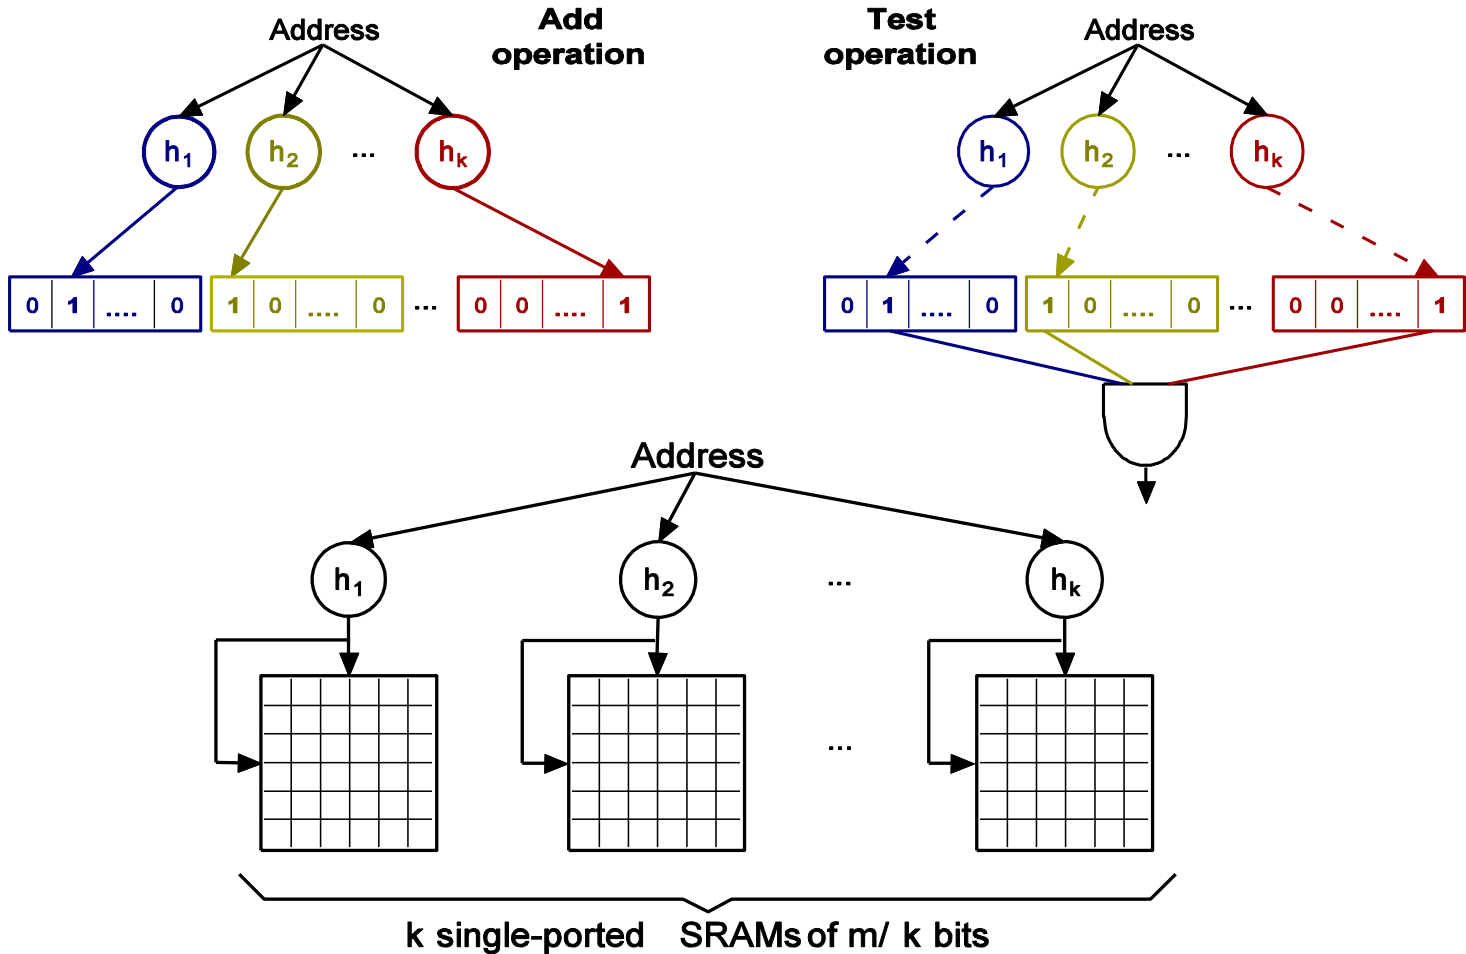 Address
Add
operation
h1 h2 ... hk
0 1 .... 0 1 0 .... 0 ... 0 0 .... 1
Test
operation
Address
h1 h2 ... hk
0 1 .... 0 1 0 .... 0 ... 0 0 .... 1
Address
h1 h2 ... hk
...
k single-ported SRAMs of m/ k bits